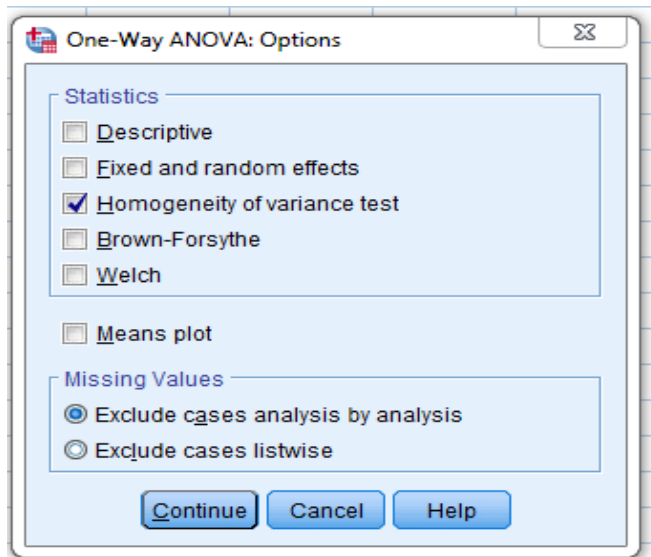 One-Way ANOVA: Options
Statistics
Descriptive
Fixed and random effects
Homogeneity of variance test
Brown-Forsythe
Welch
Means plot
Missing Values
Exclude cases analysis by analysis
Exclude cases listwise
Continue Cancel Help